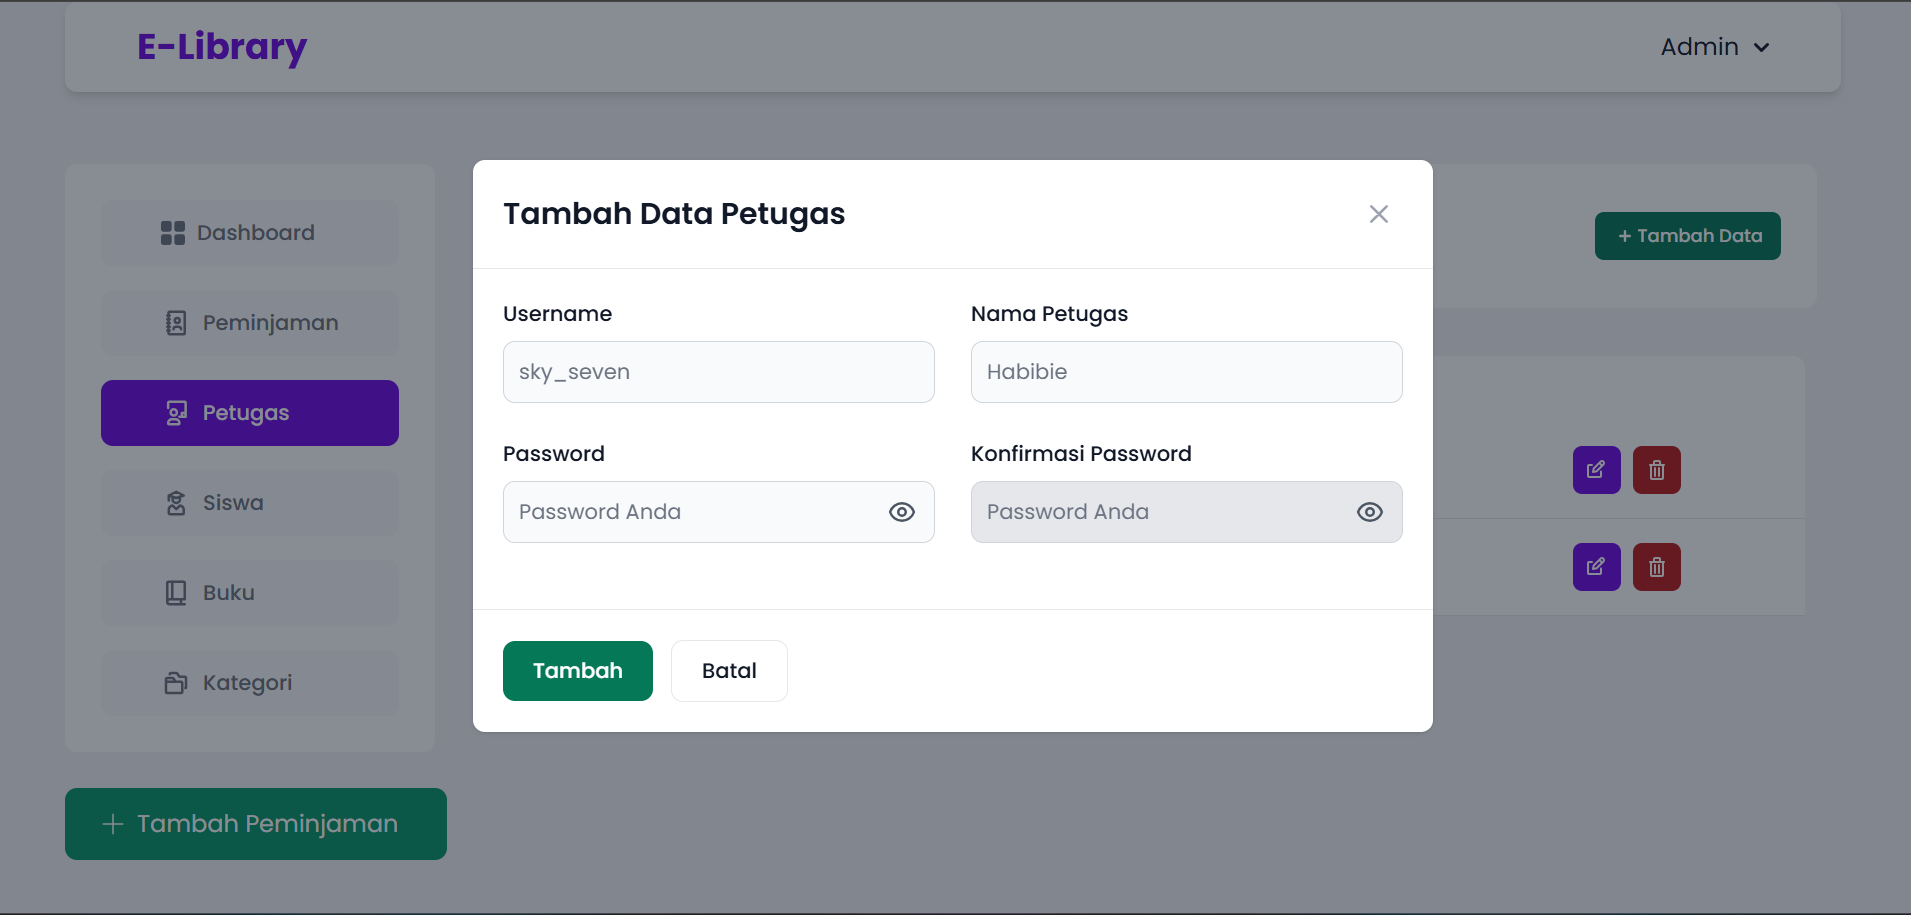 E-Library
Admin
Dashboard
Peminjaman
Petugas
Siswa
Buku
Kategori
+ Tambah Peminjaman
+ Tambah Data
Tambah Data Petugas
Username
Nama Petugas
sky_seven
Habibie
Password
Konfirmasi Password
Password Anda
Password Anda
Tambah
Batal